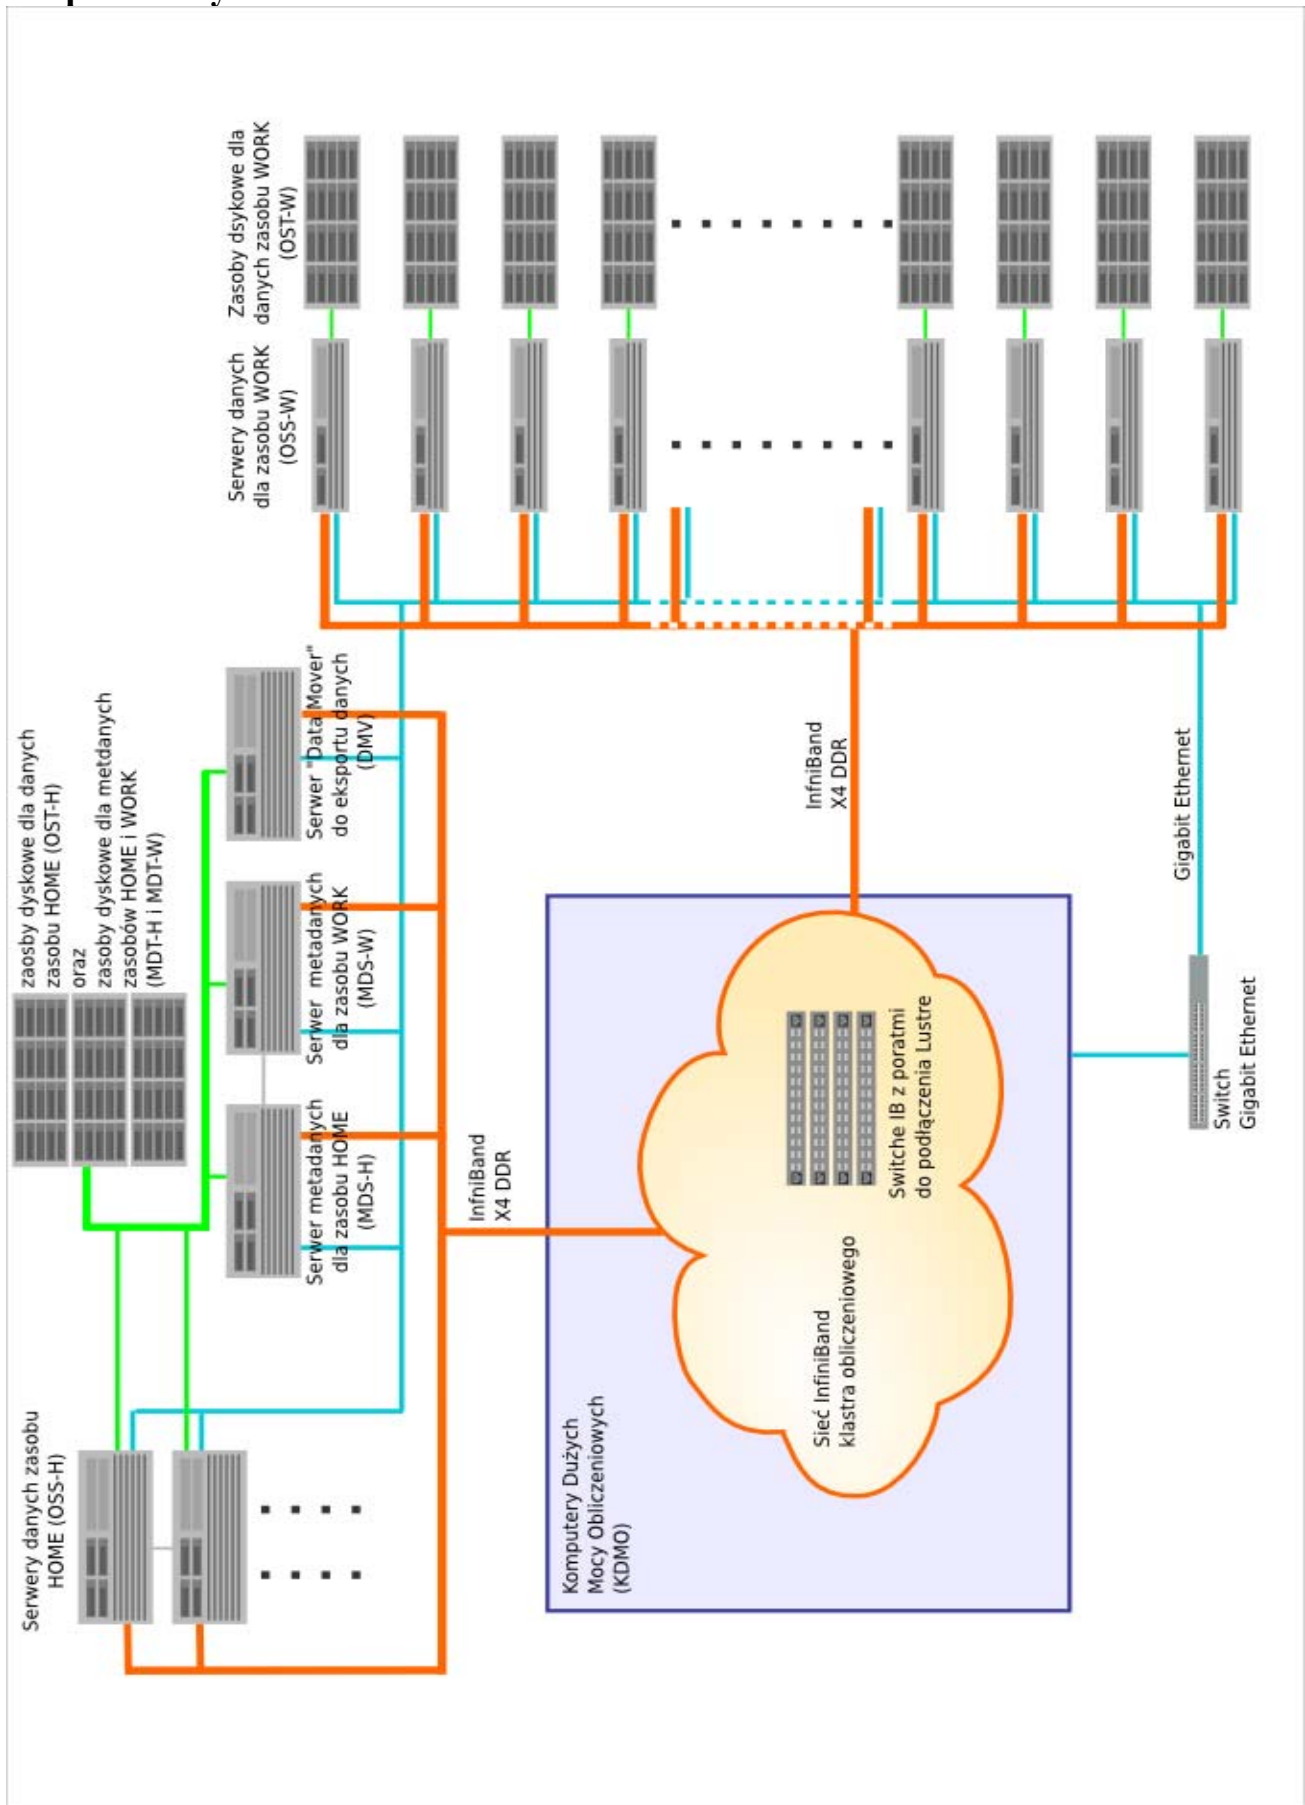 Serwery danych zasobu
HOME (OSS-H)
zaosby dyskowe dla danych
zasobu HOME (OST-H)
oraz
zasoby dyskowe dla metdanych
zasobów HOME i WORK
(MDT-H i MDT-W)
Serwer metadanych
dla zasobu HOME
(MDS-H)
Serwer metadanych
dla zasobu WORK
(MDS-W)
Serwer "Data Mover"
do eksportu danych
(DMV)
Serwery danych
dla zasobu WORK
(OSS-W)
Zasoby dsykowe dla
danych zasobu WORK
(OST-W)
InfniBand
X4 DDR
InfniBand
X4 DDR
Komputery Dużych
Mocy Obliczeniowych
(KDMO)
Sieć InfiniBand
klastra obliczeniowego
Switche IB z poratmi
do podłączenia Lustre
Gigabit Ethernet
Switch
Gigabit Ethernet